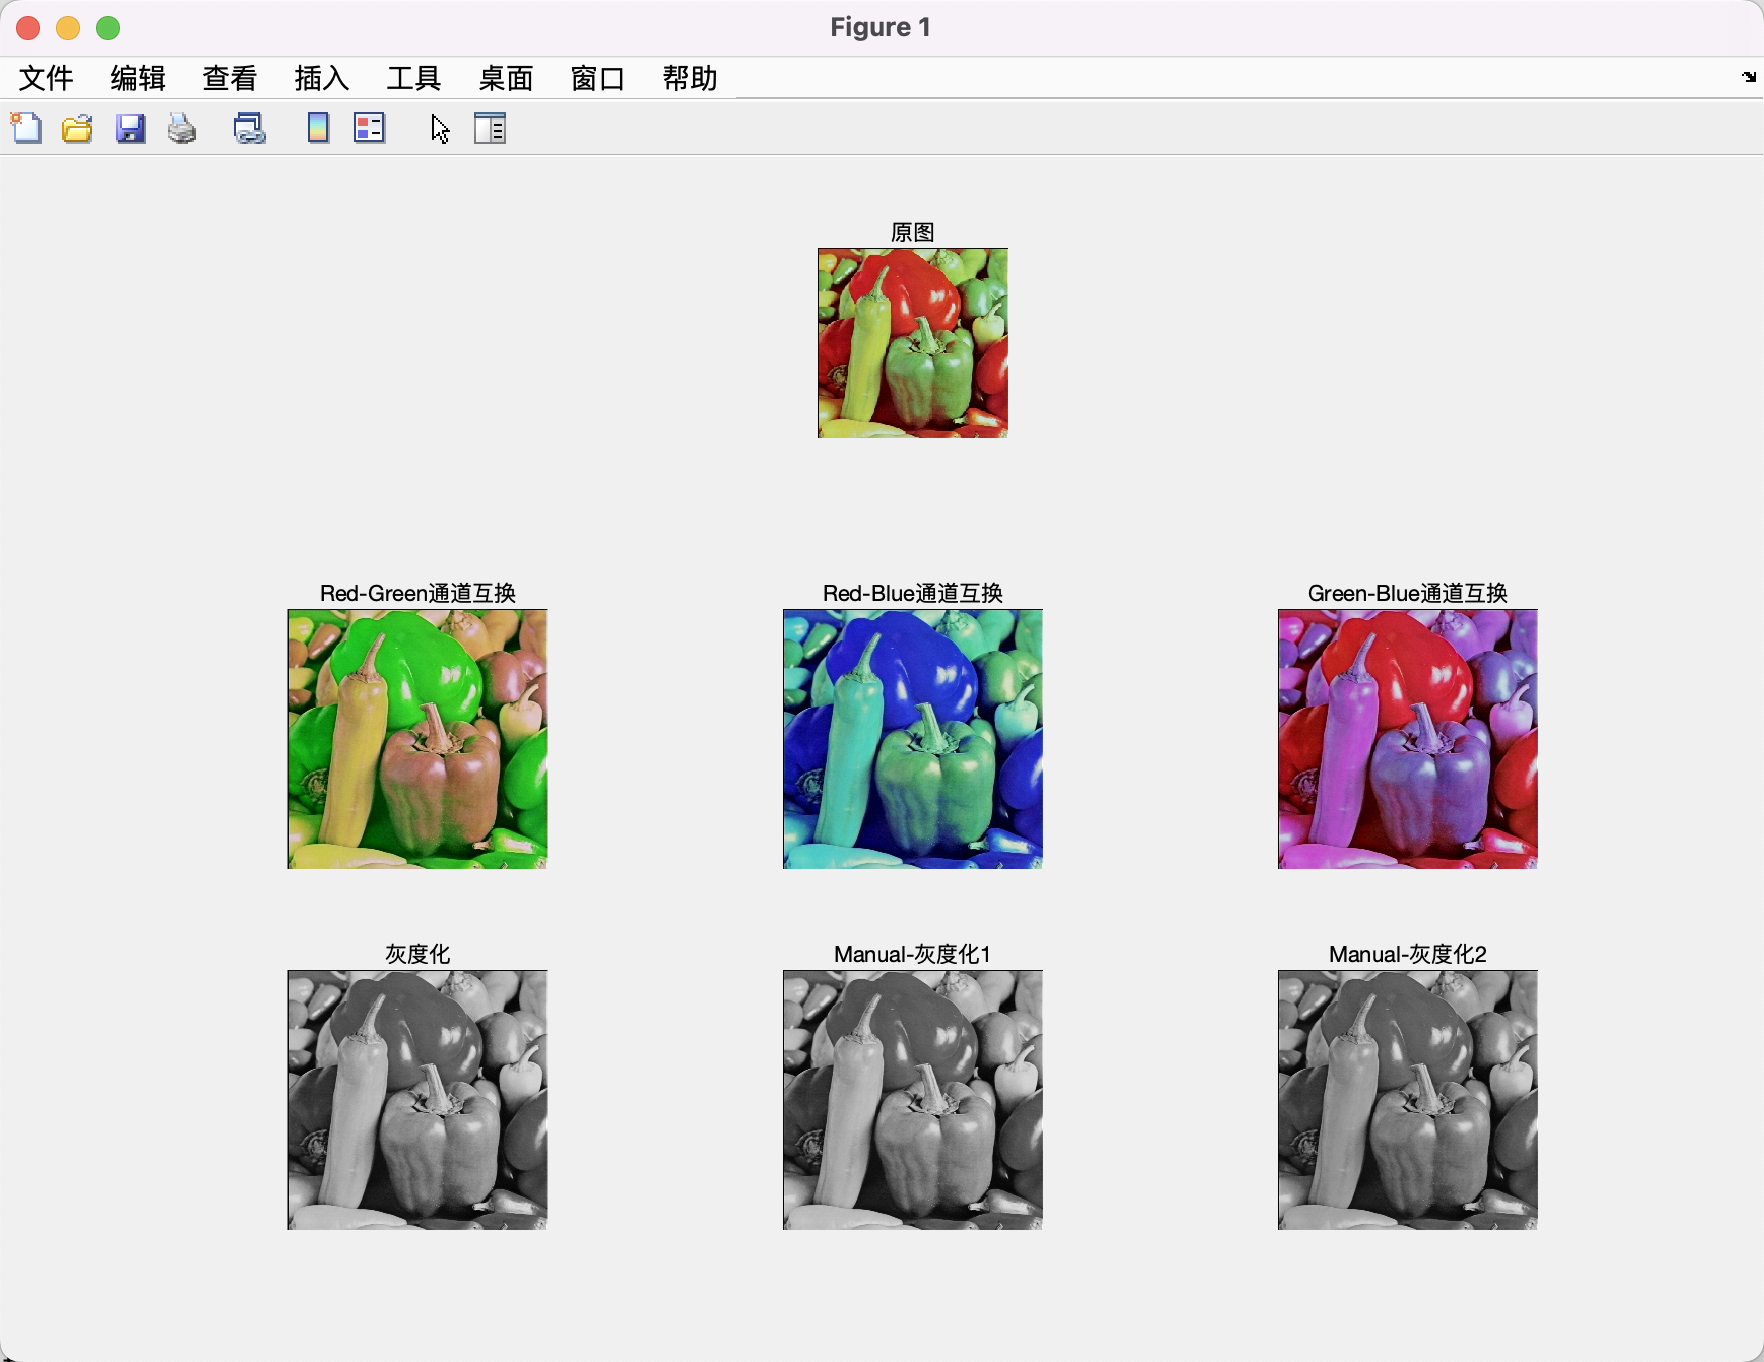 Figure 1
文件 编辑 查看 插入 工具 桌面 窗口 帮助
原图
Red-Green通道互换 Red-Blue通道互换 Green-Blue通道互换
灰度化 Manual-灰度化1 Manual-灰度化2